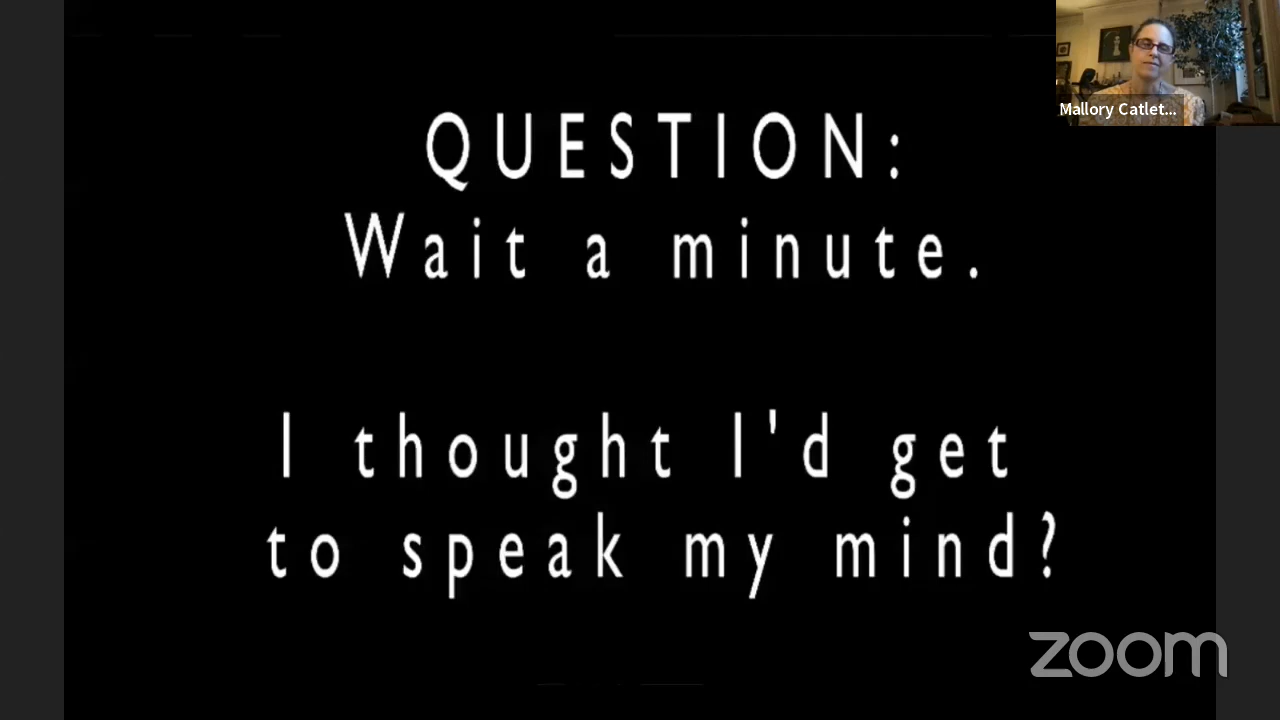 Mallory Catlet...
QUESTION:
Wait a minute.
I thought I'd get
to speak my mind?
zoom